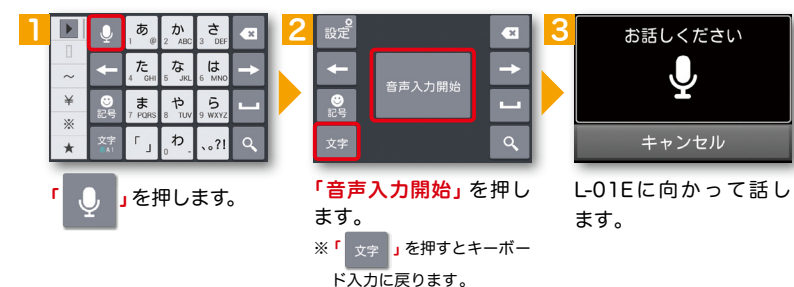 1
あ 1 @
か 2 ABC
さ 3 DEF
た 4 GHI
な 5 JKL
は 6 MNO
～
¥
記号
ま 7 PQRS
や 8 TUV
ら 9 WXYZ
※
★
文字
あA1
「」
わ 0 -
､｡?!
「 」を押します。
2
設定
音声入力開始
記号
文字
「音声入力開始」を押し
ます。
※「 文字 」を押すとキーボー
ド入力に戻ります。
3
お話しください
キャンセル
L-01Eに向かって話し
ます。